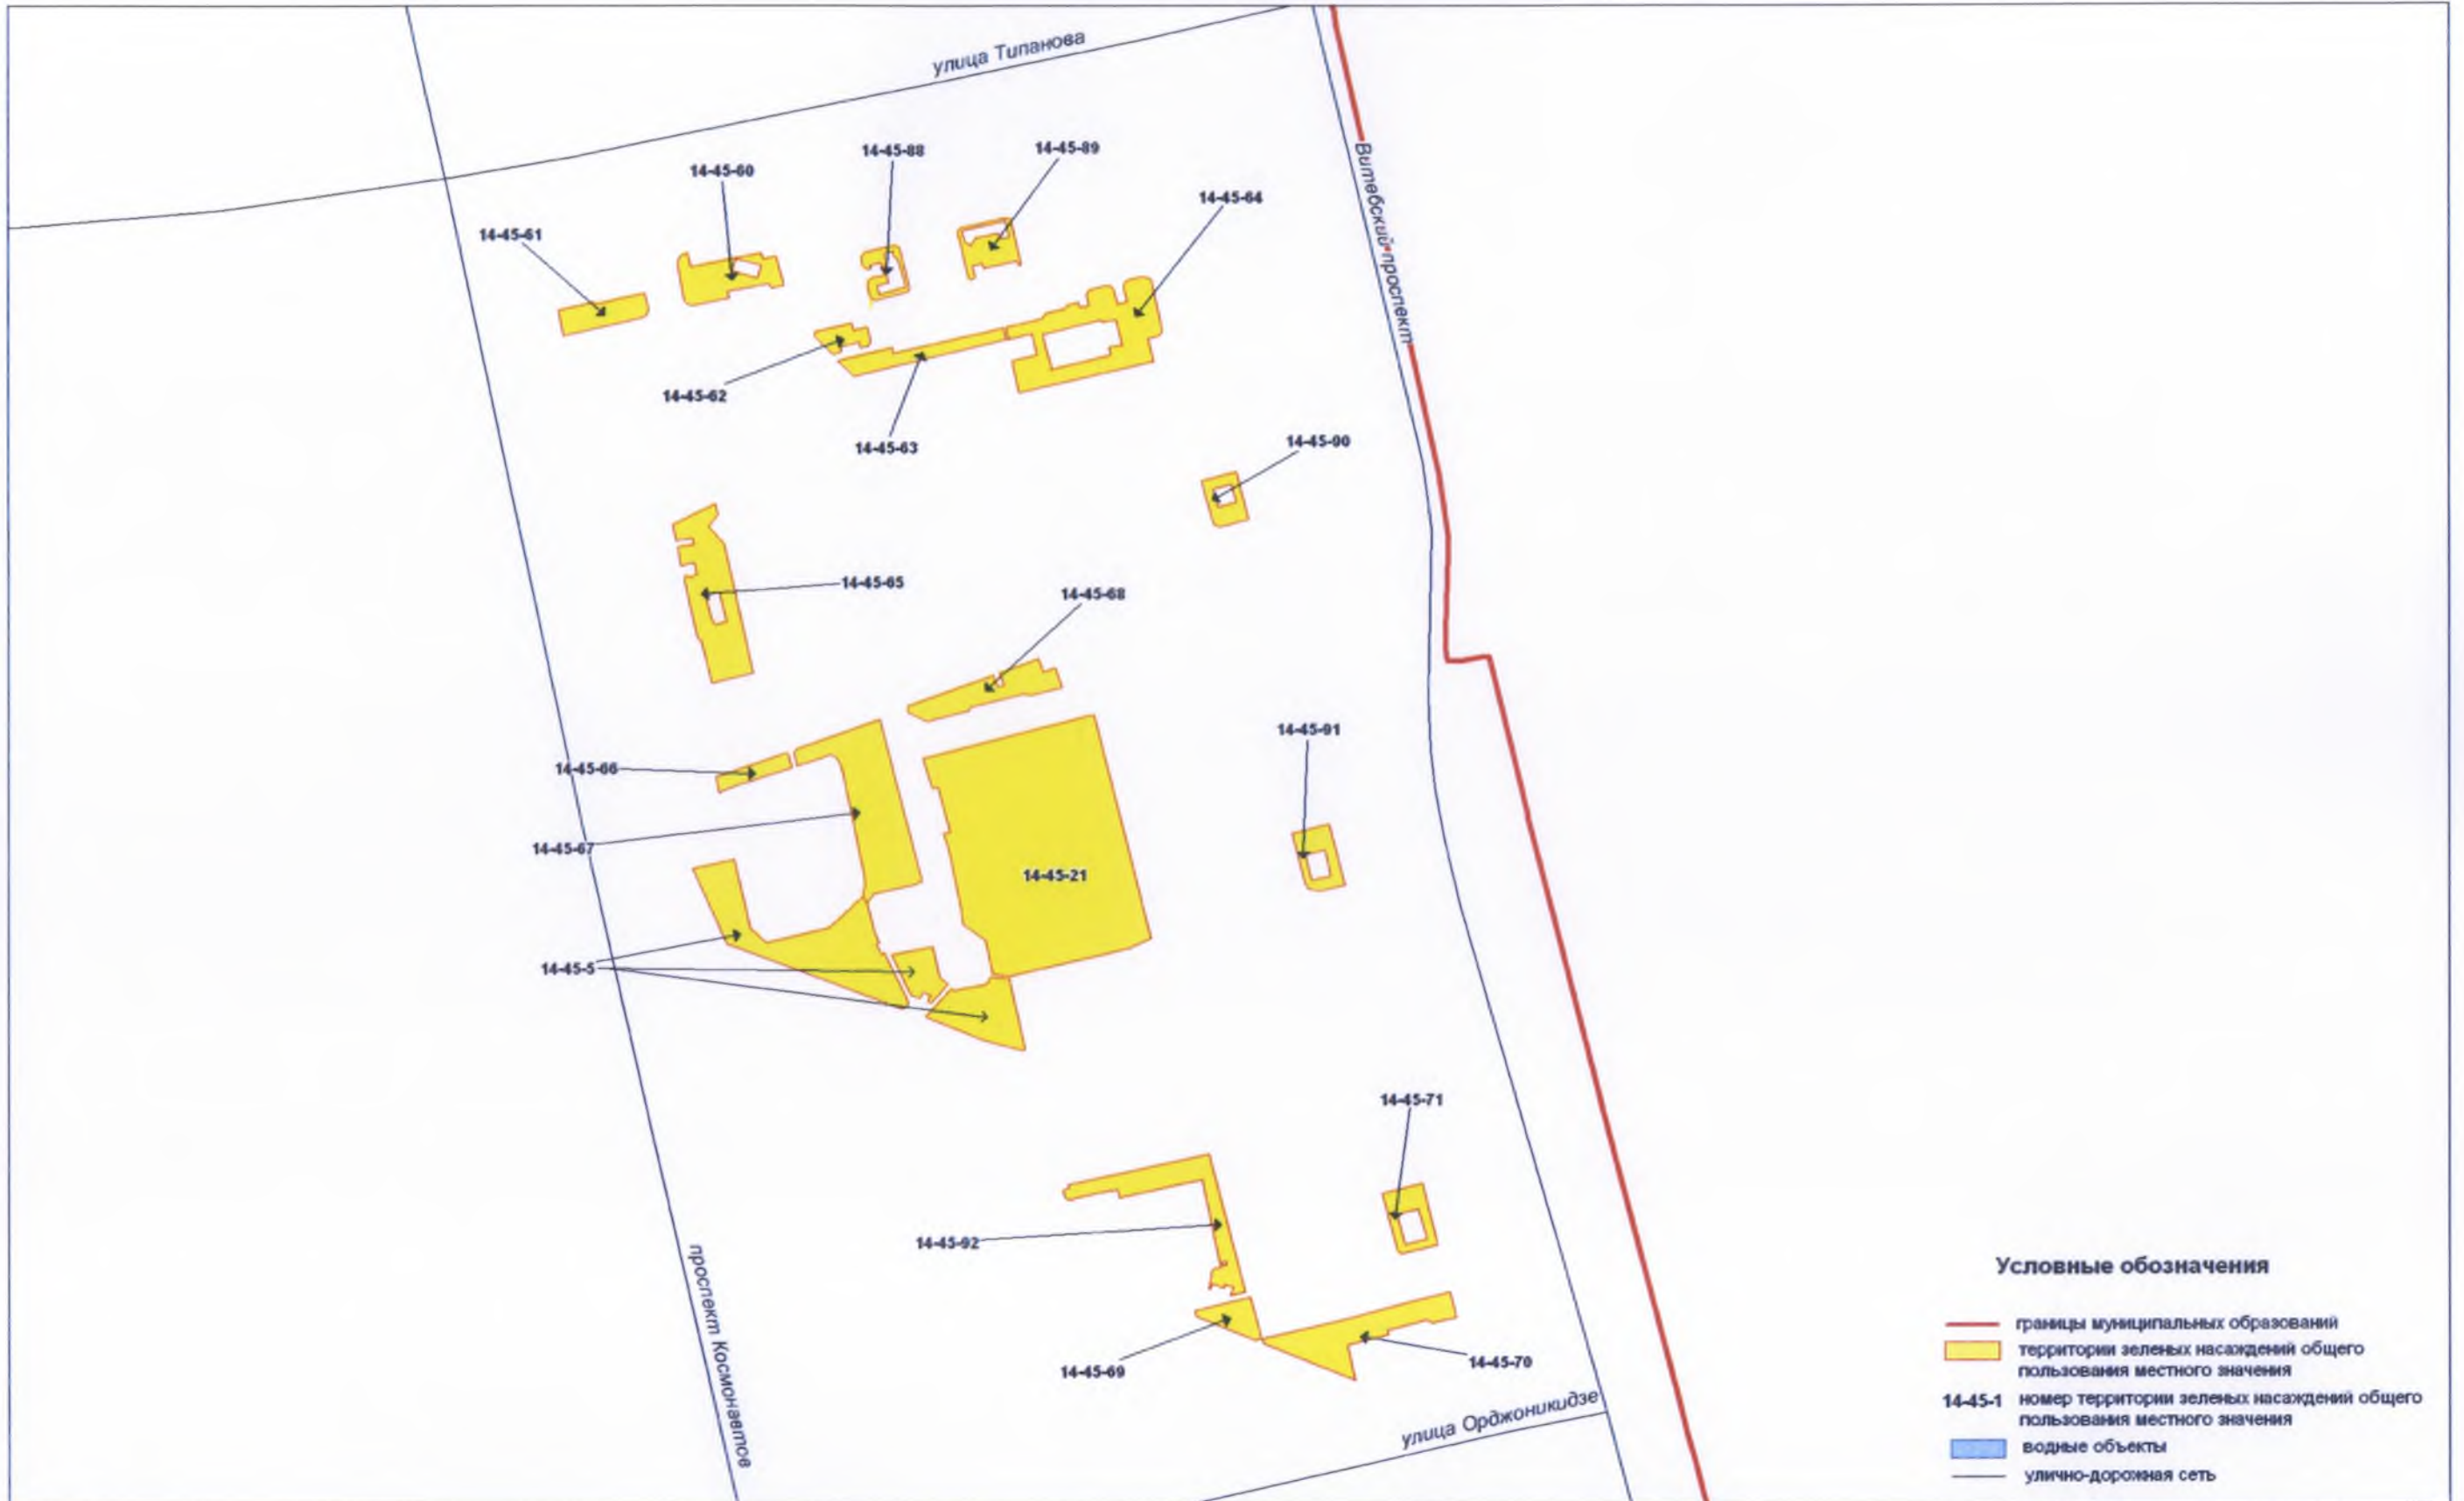 улица Типанова
14-45-88
14-45-89
14-45-60
14-45-64
14-45-61
Витебский проспект
14-45-62
14-45-63
14-45-90
14-45-65
14-45-68
14-45-91
14-45-66
14-45-67
14-45-21
14-45-5
14-45-71
14-45-92
проспект Космонавтов
14-45-69
14-45-70
улица Орджоникидзе
Условные обозначения
границы муниципальных образований
территории зеленых насаждений общего
пользования местного значения
14-45-1 номер территории зеленых насаждений общего
пользования местного значения
водные объекты
улично-дорожная сеть